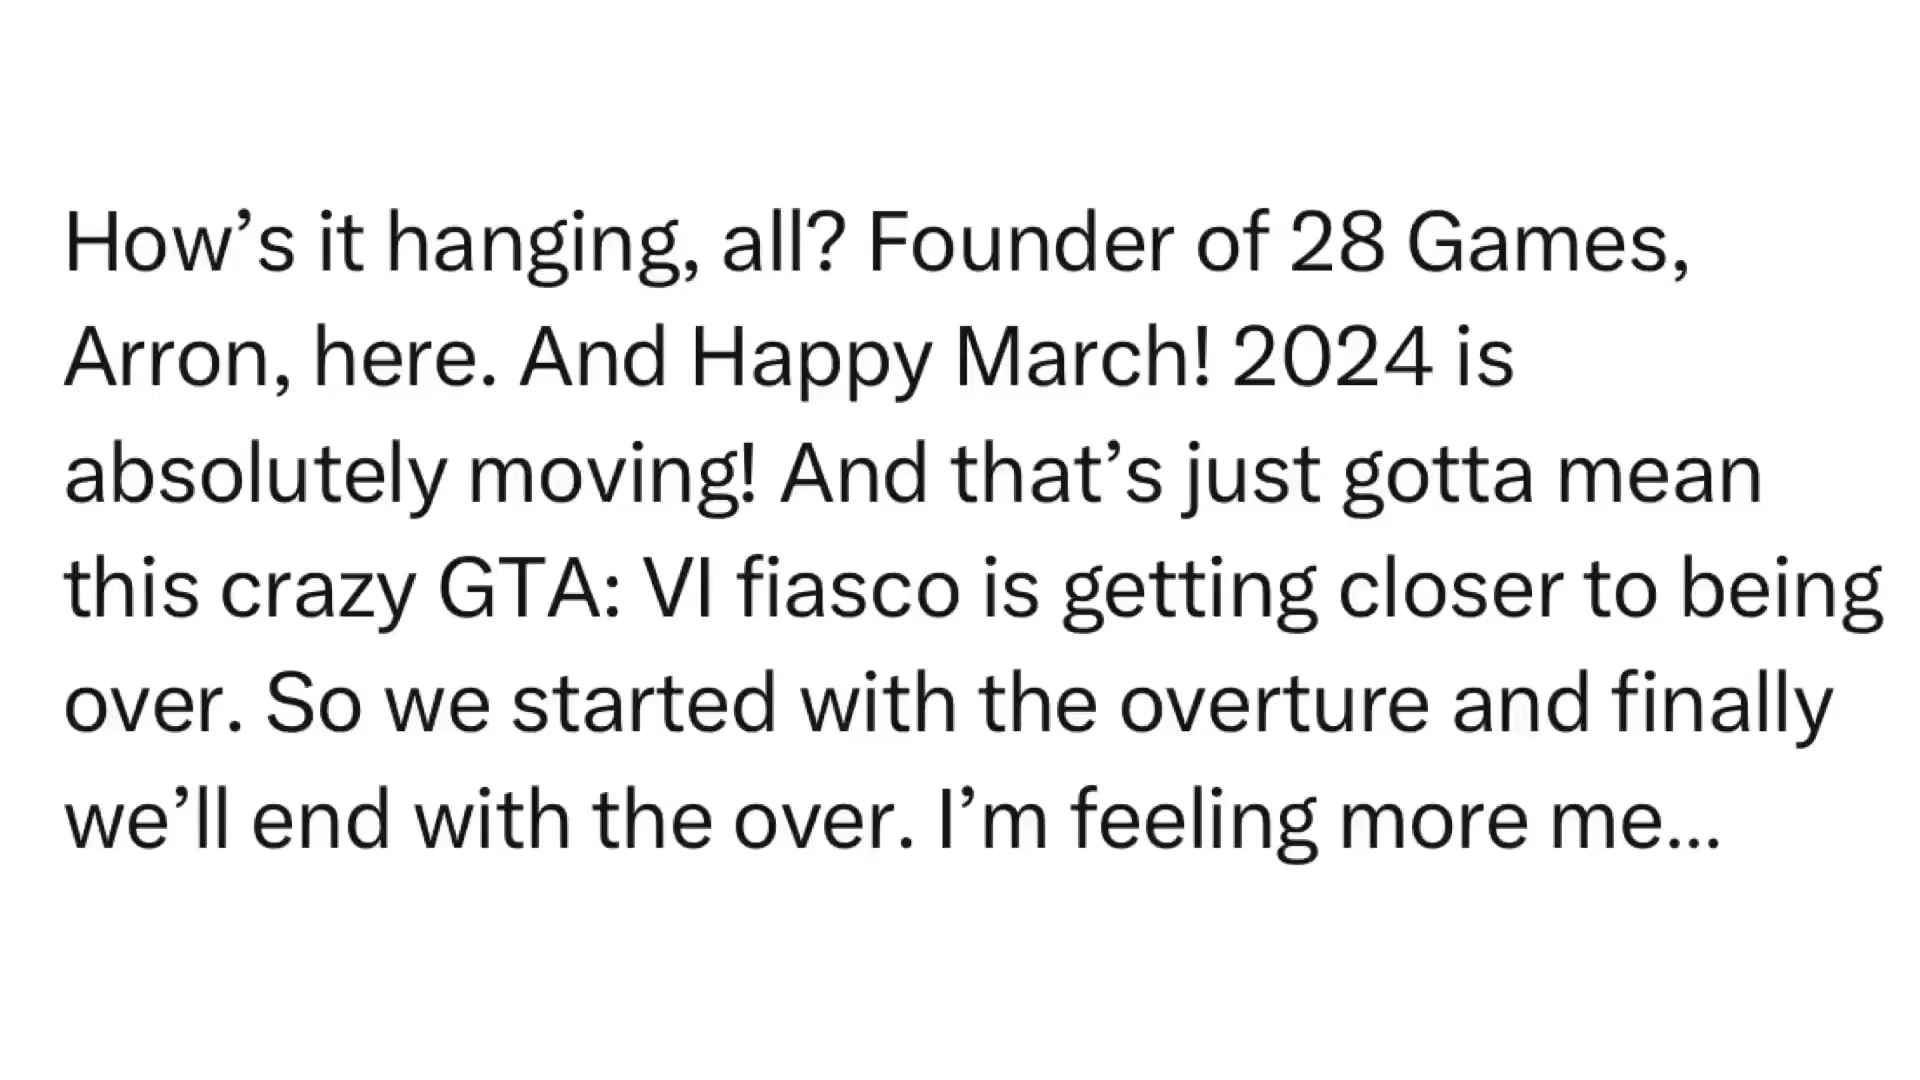 How’s it hanging, all? Founder of 28 Games,
Arron, here. And Happy March! 2024 is
absolutely moving! And that’s just gotta mean
this crazy GTA: VI fiasco is getting closer to being
over. So we started with the overture and finally
we’ll end with the over. I’m feeling more me...